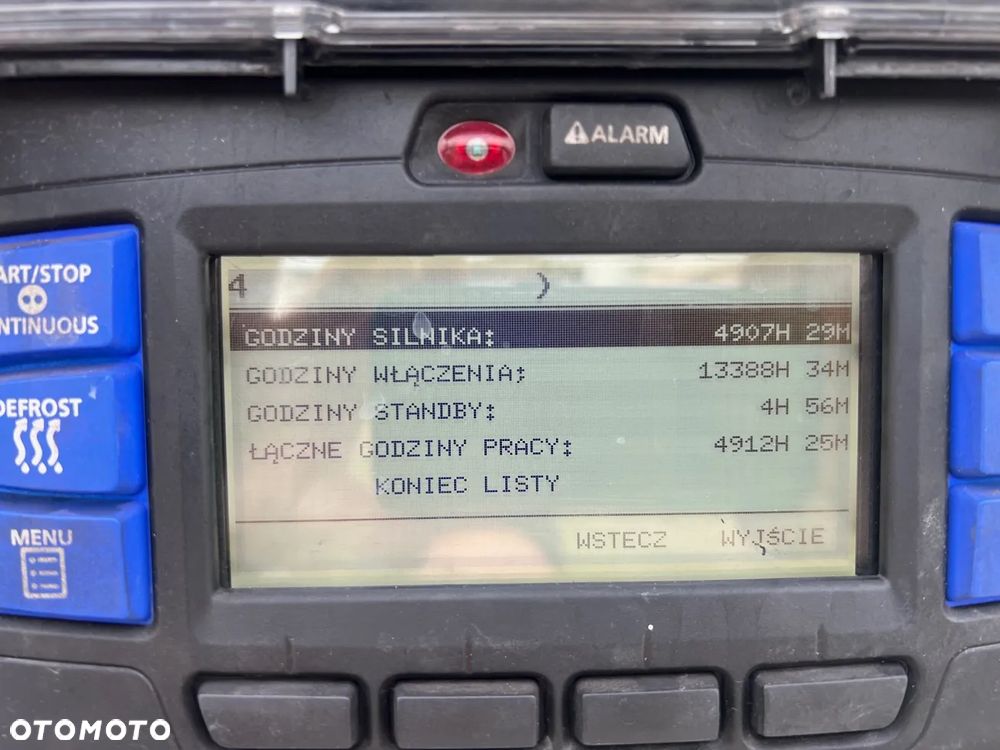 ⚠ALARM
ART/STOP
NTINUOUS
DEFROST
MENU
4 )
GODZINY SILNIKA: 4907H 29M
GODZINY WŁĄCZENIA: 13388H 34M
GODZINY STANDBY: 4H 56M
ŁĄCZNE GODZINY PRACY: 4912H 25M
KONIEC LISTY
WSTECZ WYJŚCIE
OTOMOTO